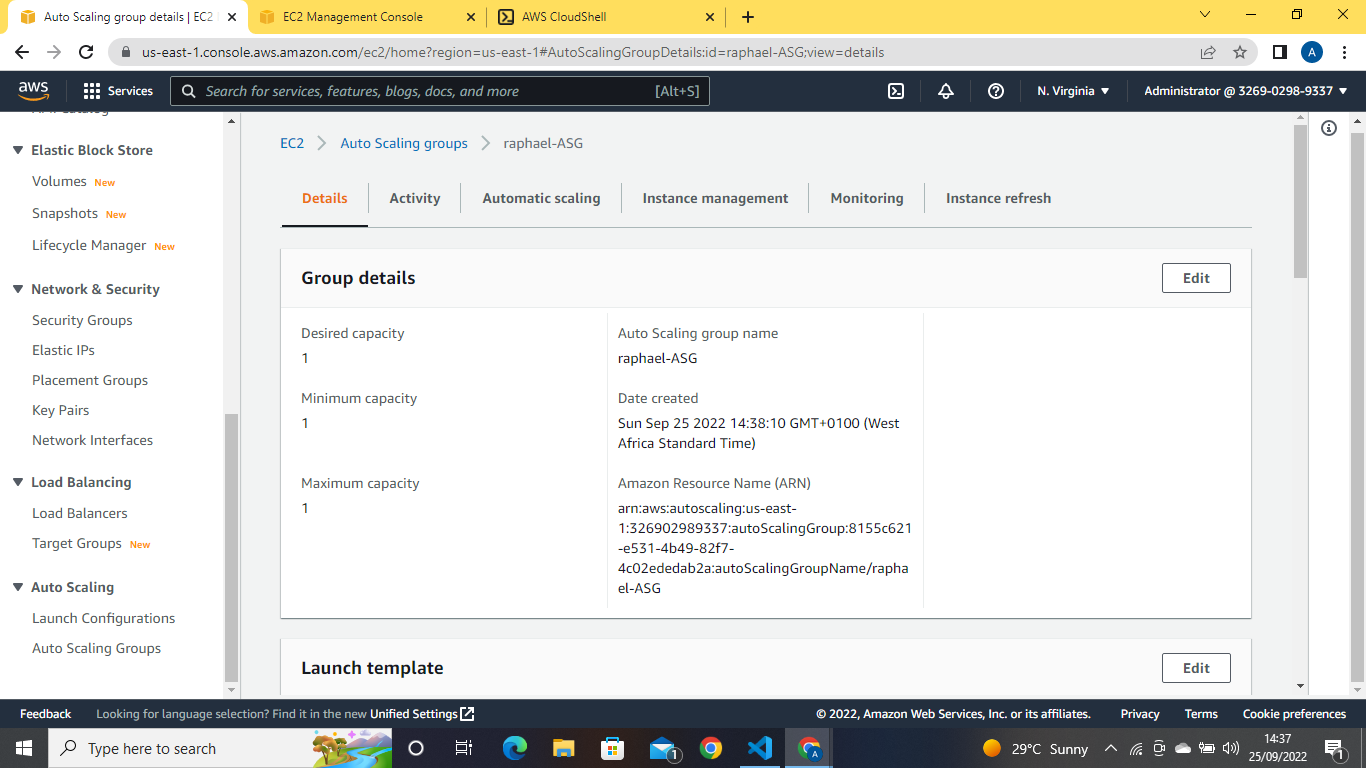 Auto Scaling group details | EC2
EC2 Management Console
AWS CloudShell
us-east-1.console.aws.amazon.com/ec2/home?region=us-east-1#AutoScalingGroupDetails:id=raphael-ASG;view=details
A
aws
Services
Search for services, features, blogs, docs, and more
[Alt+S]
N. Virginia
Administrator @ 3269-0298-9337
Elastic Block Store
Volumes New
Snapshots New
Lifecycle Manager New
Network & Security
Security Groups
Elastic IPs
Placement Groups
Key Pairs
Network Interfaces
Load Balancing
Load Balancers
Target Groups New
Auto Scaling
Launch Configurations
Auto Scaling Groups
EC2
Auto Scaling groups
raphael-ASG
Details
Activity
Automatic scaling
Instance management
Monitoring
Instance refresh
Group details
Edit
Desired capacity
1
Minimum capacity
1
Maximum capacity
1
Auto Scaling group name
raphael-ASG
Date created
Sun Sep 25 2022 14:38:10 GMT+0100 (West
Africa Standard Time)
Amazon Resource Name (ARN)
arn:aws:autoscaling:us-east-
1:326902989337:autoScalingGroup:8155c621
-e531-4b49-82f7-
4c02ededab2a:autoScalingGroupName/rapha
el-ASG
Launch template
Edit
Feedback
Looking for language selection? Find it in the new Unified Settings
© 2022, Amazon Web Services, Inc. or its affiliates.
Privacy
Terms
Cookie preferences
Type here to search
1
A
29°C Sunny
14:37
25/09/2022
1